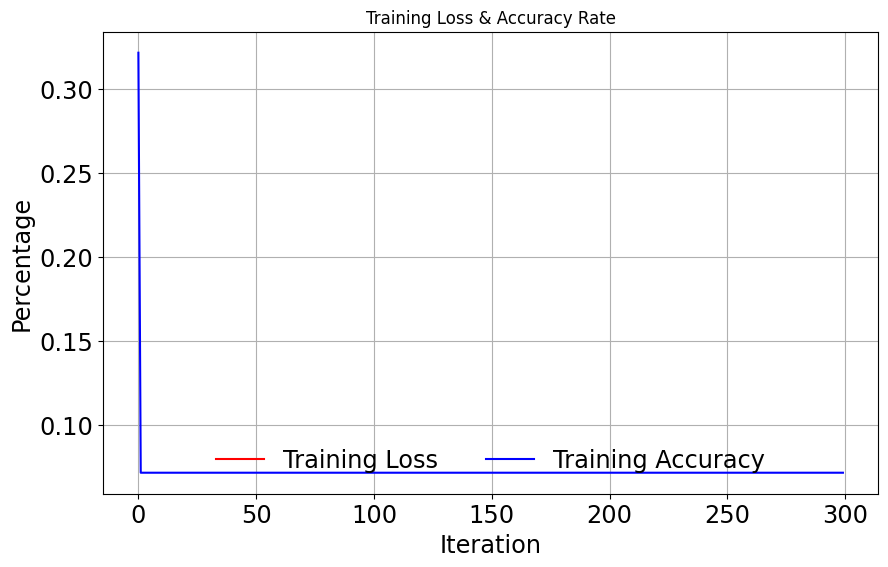 Training Loss & Accuracy Rate
Percentage
0.30
0.25
0.20
0.15
0.10
Training Loss Training Accuracy
0 50 100 150 200 250 300
Iteration